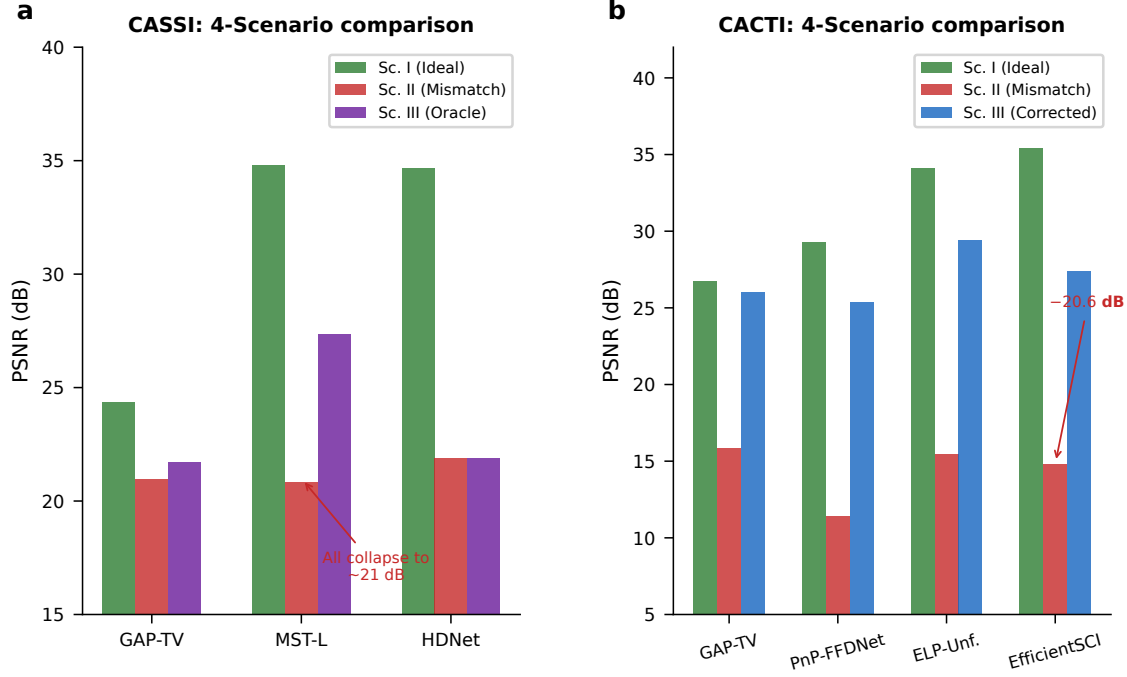 a
CASSI: 4-Scenario comparison
40
35
30
25
20
15
PSNR (dB)
Sc. I (Ideal)
Sc. II (Mismatch)
Sc. III (Oracle)
All collapse to
~21 dB
GAP-TV
MST-L
HDNet
b
CACTI: 4-Scenario comparison
40
35
30
25
20
15
10
5
PSNR (dB)
Sc. I (Ideal)
Sc. II (Mismatch)
Sc. III (Corrected)
−20.6 dB
GAP-TV
PnP-FFDNet
ELP-Unf.
EfficientSCI